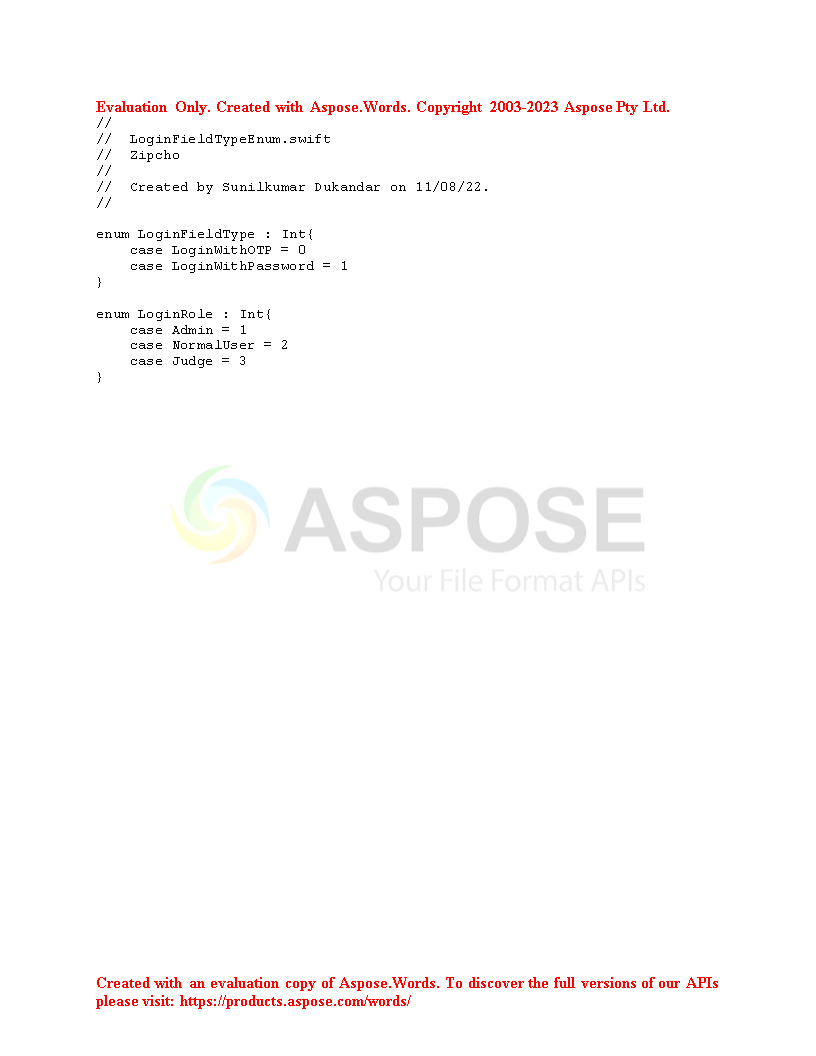 Evaluation Only. Created with Aspose.Words. Copyright 2003-2023 Aspose Pty Ltd.
//
//  LoginFieldTypeEnum.swift
//  Zipcho
//
//  Created by Sunilkumar Dukandar on 11/08/22.
//

enum LoginFieldType : Int{
    case LoginWithOTP = 0
    case LoginWithPassword = 1
}

enum LoginRole : Int{
    case Admin = 1
    case NormalUser = 2
    case Judge = 3
}
ASPOSE
Your File Format APIs
Created with an evaluation copy of Aspose.Words. To discover the full versions of our APIs
please visit: https://products.aspose.com/words/